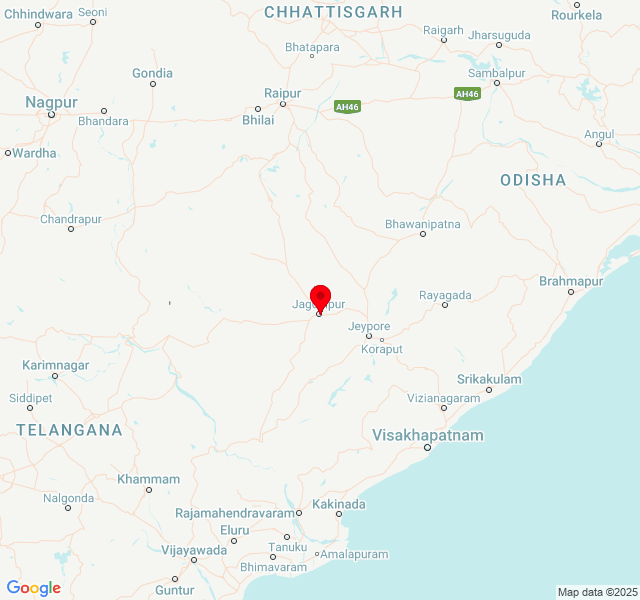 CHHATTISGARH
Chhindwara
Seoni
Rourkela
Raigarh
Jharsuguda
Bhatapara
Gondia
Sambalpur
Raipur
AH46
AH46
Nagpur
Bhandara
Bhilai
Angul
Wardha
ODISHA
Chandrapur
Bhawanipatna
Brahmapur
Rayagada
Jeypore
Koraput
Karimnagar
Srikakulam
Siddipet
Vizianagaram
TELANGANA
Visakhapatnam
Khammam
Nalgonda
Kakinada
Rajamahendravaram
Eluru
Tanuku
Vijayawada
Amalapuram
Bhimavaram
Guntur
Google
Map data ©2025